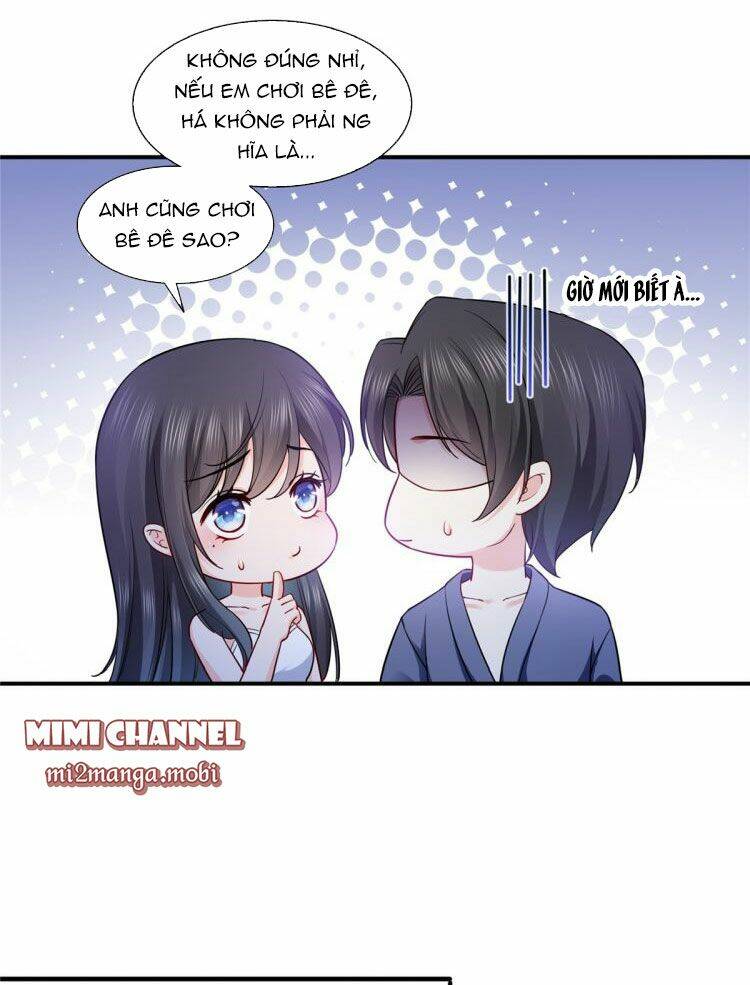 KHÔNG ĐÚNG NHỈ,
NẾU EM CHƠI BÊ ĐÊ,
HÁ KHÔNG PHẢI NG
HĨA LÀ...
ANH CŨNG CHƠI
BÊ ĐÊ SAO?
GIỜ MỚI BIẾT À...
MIMI CHANNEL
mi2manga.mobi